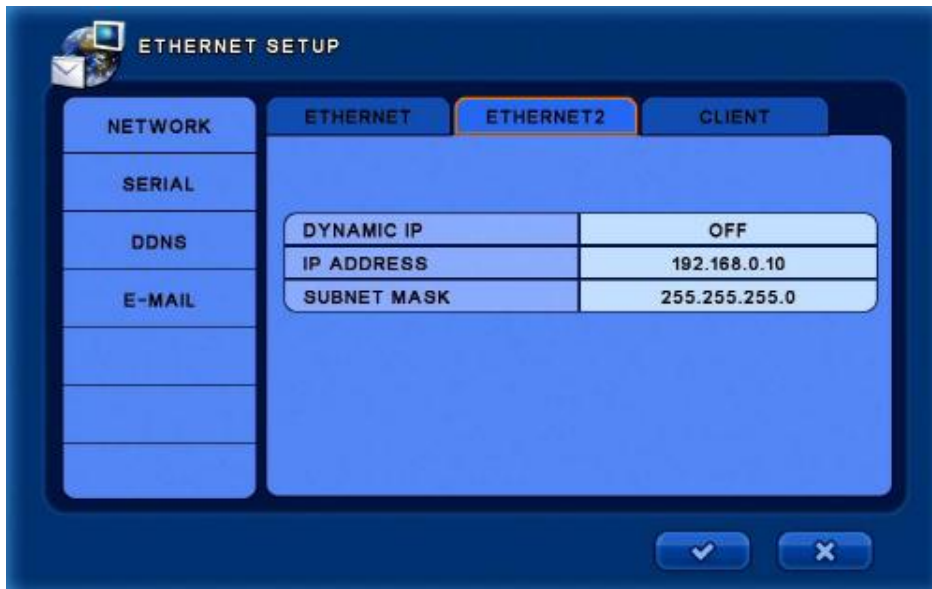 ETHERNET SETUP
NETWORK
SERIAL
DDNS
E-MAIL
ETHERNET ETHERNET2 CLIENT
DYNAMIC IP OFF
IP ADDRESS 192.168.0.10
SUBNET MASK 255.255.255.0